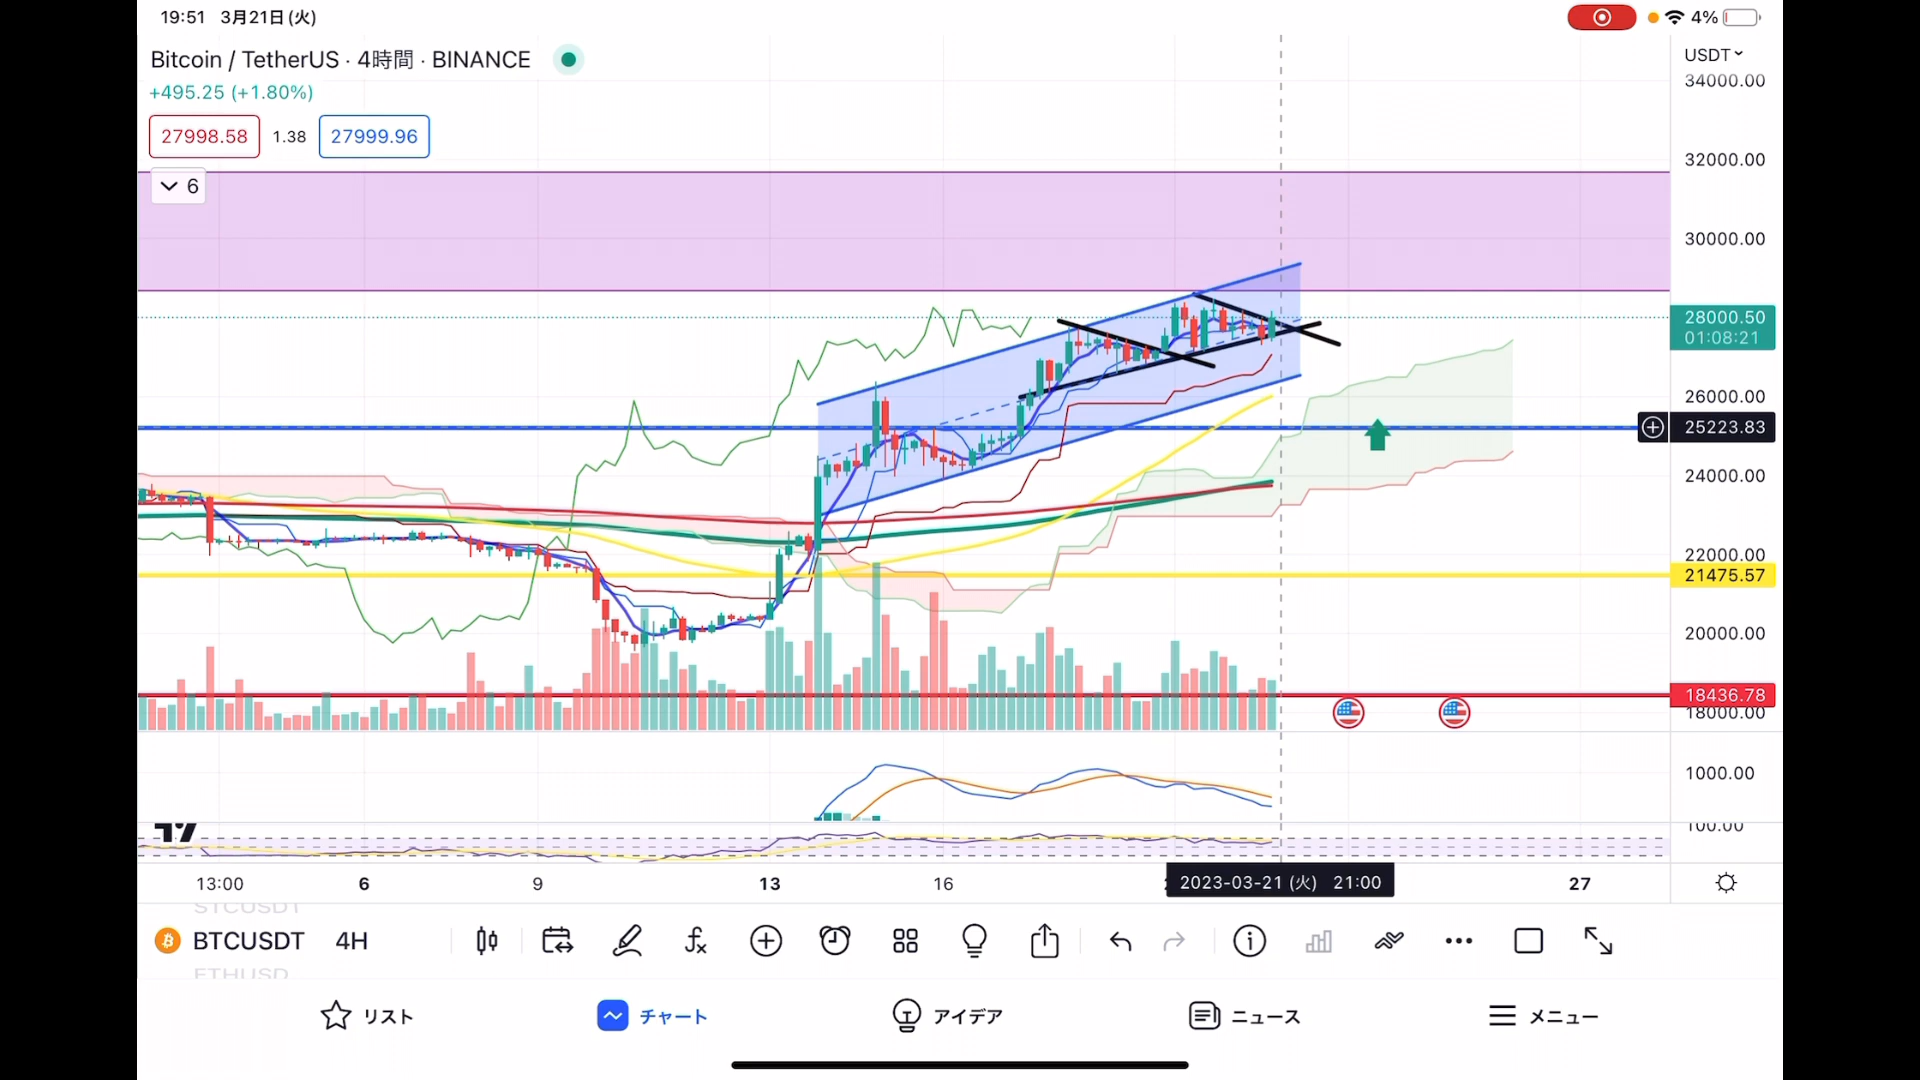 19:51 3月21日(火)
4%
Bitcoin / TetherUS · 4時間 · BINANCE
USDT
+495.25 (+1.80%)
34000.00
27998.58 1.38 27999.96
32000.00
6
30000.00
28000.50
01:08:21
26000.00
25223.83
24000.00
22000.00
21475.57
20000.00
18436.78
18000.00
1000.00
100.00
13:00 6 9 13 16 2023-03-21 (火) 21:00 27
STCUSDT
BTCUSDT 4H
ETHUSD
リスト チャート アイデア ニュース メニュー